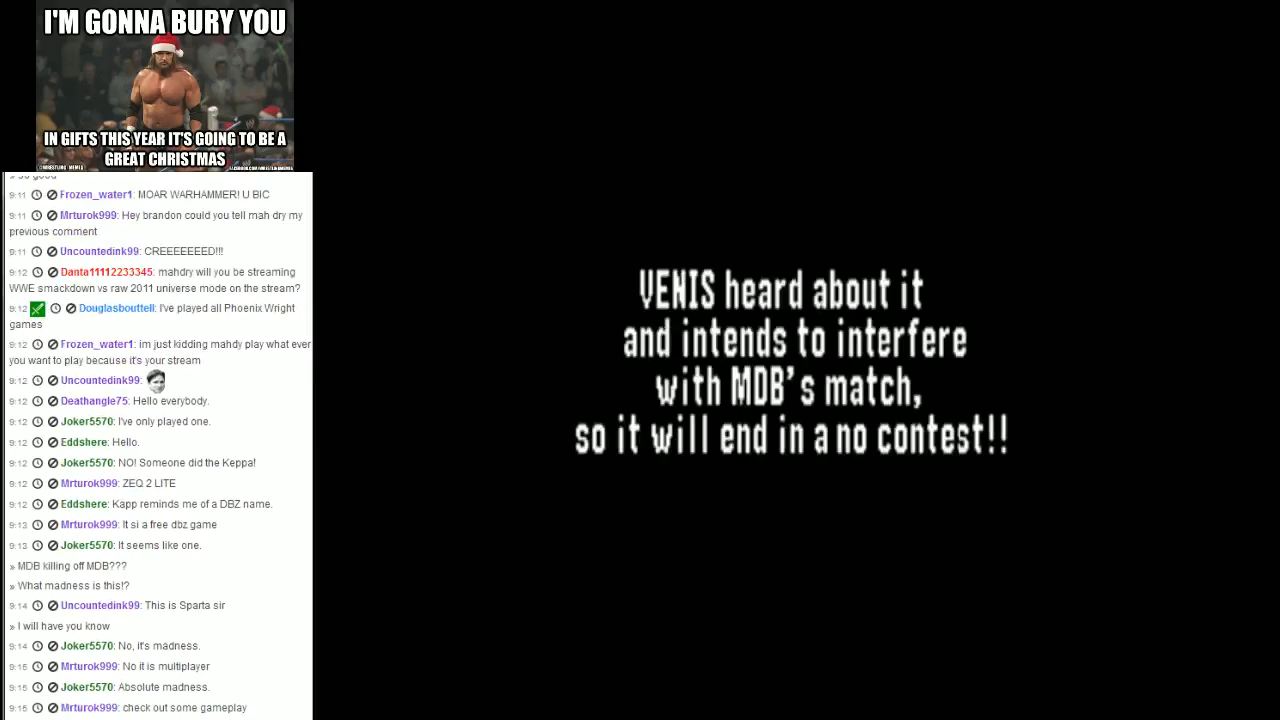 I'M GONNA BURY YOU
IN GIFTS THIS YEAR IT'S GOING TO BE A
GREAT CHRISTMAS
» so good
9:11 Frozen_water1: MOAR WARHAMMER! U BIC
9:11 Mrturok999: Hey brandon could you tell mah dry my
previous comment
9:11 Uncountedink99: CREEEEEEED!!!
9:12 Danta11112233345: mahdry will you be streaming
WWE smackdown vs raw 2011 universe mode on the stream?
9:12 Douglasbouttell: I've played all Phoenix Wright
games
9:12 Frozen_water1: im just kidding mahdy play what ever
you want to play because it's your stream
9:12 Uncountedink99:
9:12 Deathangle75: Hello everybody.
9:12 Joker5570: I've only played one.
9:12 Eddshere: Hello.
9:12 Joker5570: NO! Someone did the Keppa!
9:12 Mrturok999: ZEQ 2 LITE
9:12 Eddshere: Kapp reminds me of a DBZ name.
9:13 Mrturok999: It si a free dbz game
9:13 Joker5570: It seems like one.
» MDB killing off MDB???
» What madness is this!?
9:14 Uncountedink99: This is Sparta sir
» I will have you know
9:14 Joker5570: No, it's madness.
9:15 Mrturok999: No it is multiplayer
9:15 Joker5570: Absolute madness.
9:15 Mrturok999: check out some gameplay
VENIS heard about it
and intends to interfere
with MDB's match,
so it will end in a no contest!!